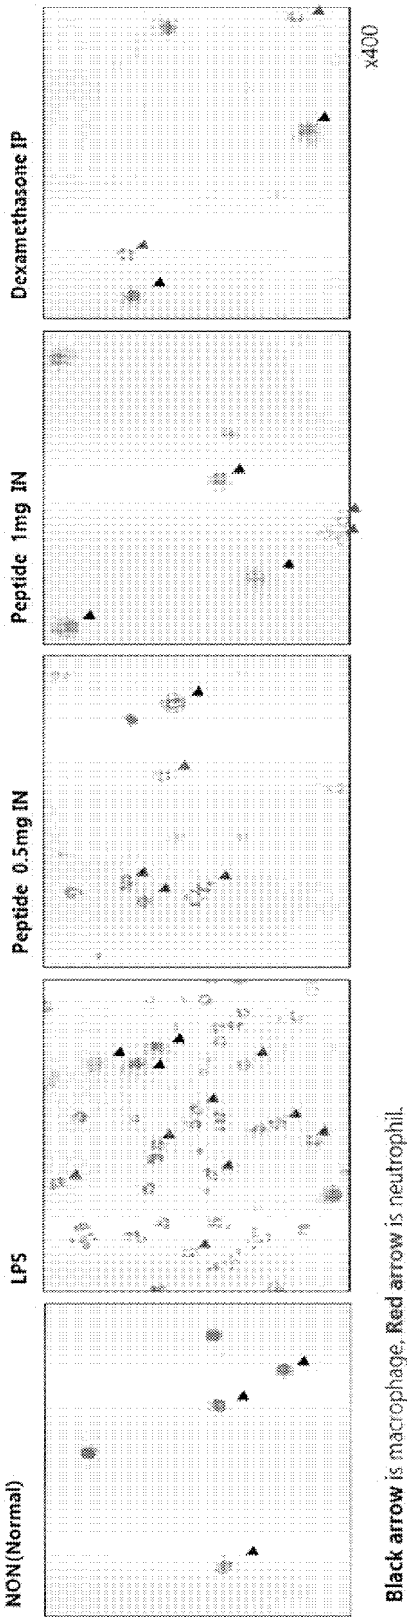 NON(Normal)
LPS
Peptide 0.5mg IN
Peptide 1mg IN
Dexamethasone IP
x400
Black arrow is macrophage, Red arrow is neutrophil.